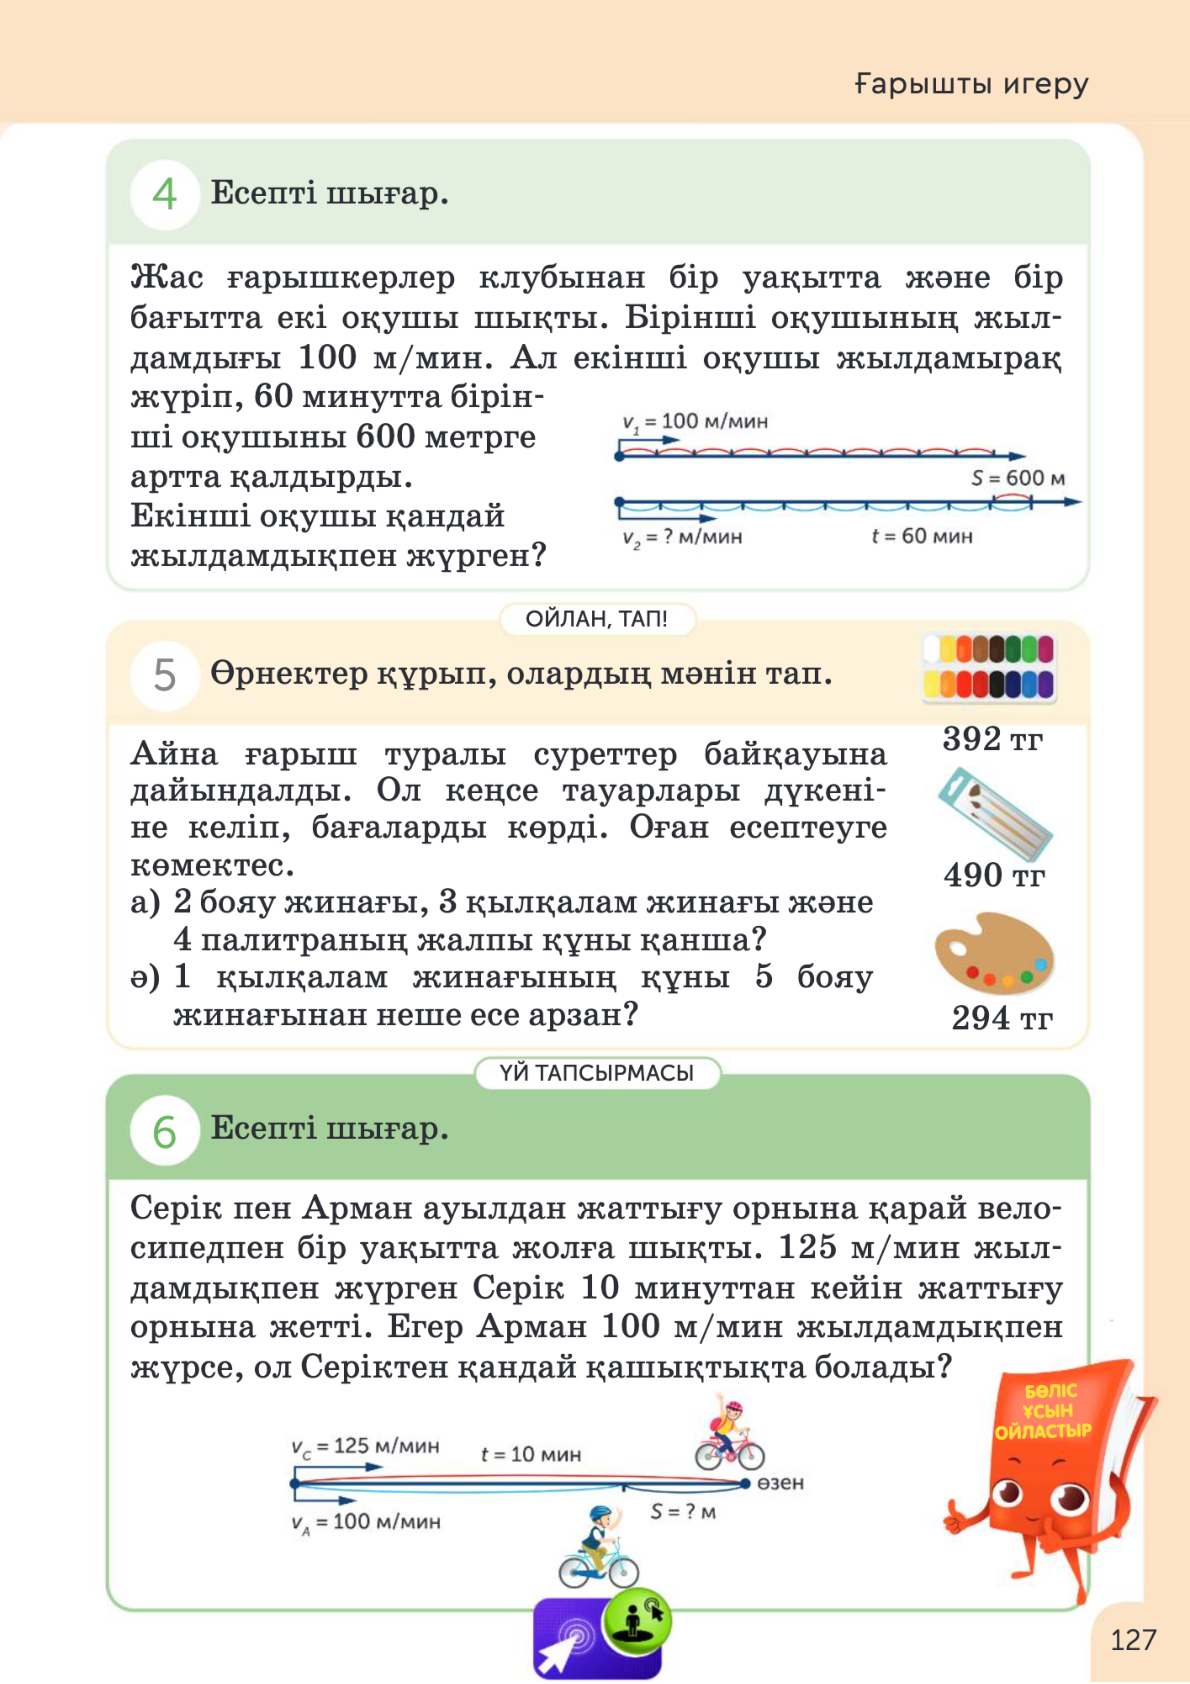 Ғарышты игеру
4 Есепті шығар.
Жас ғарышкерлер клубынан бір уақытта және бір
бағытта екі оқушы шықты. Бірінші оқушының жыл-
дамдығы 100 м/мин. Ал екінші оқушы жылдамырақ
жүріп, 60 минутта бірін-
ші оқушыны 600 метрге
артта қалдырды.
Екінші оқушы қандай
жылдамдықпен жүрген?
v₁ = 100 м/мин
S = 600 м
v₂ = ? м/мин
t = 60 мин
ОЙЛАН, ТАП!
5 Өрнектер құрып, олардың мәнін тап.
Айна ғарыш туралы суреттер байқауына
дайындалды. Ол кеңсе тауарлары дүкені-
не келіп, бағаларды көрді. Оған есептеуге
көмектес.
а) 2 бояу жинағы, 3 қылқалам жинағы және
4 палитраның жалпы құны қанша?
ә) 1 қылқалам жинағының құны 5 бояу
жинағынан неше есе арзан?
392 тг
490 тг
294 тг
ҮЙ ТАПСЫРМАСЫ
6 Есепті шығар.
Серік пен Арман ауылдан жаттығу орнына қарай вело-
сипедпен бір уақытта жолға шықты. 125 м/мин жыл-
дамдықпен жүрген Серік 10 минуттан кейін жаттығу
орнына жетті. Егер Арман 100 м/мин жылдамдықпен
жүрсе, ол Серіктен қандай қашықтықта болады?
v_C = 125 м/мин
t = 10 мин
өзен
v_A = 100 м/мин
S = ? м
БӨЛІС
ҰСЫН
ОЙЛАСТЫР
127